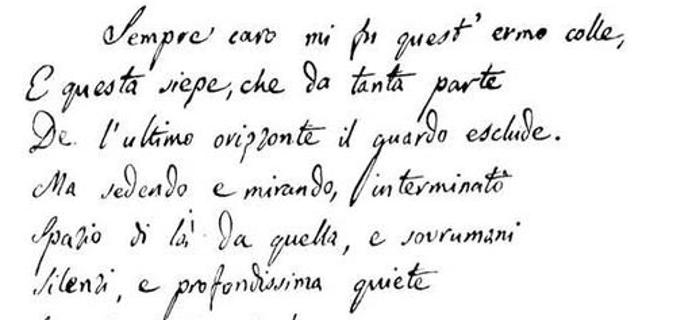 Sempre caro mi fu quest' ermo colle,
E questa siepe, che da tanta parte
De l'ultimo orizzonte il guardo esclude.
Ma sedendo e mirando, interminato
Spazio di là da quella, e sovrumani
Silenzi, e profondissima quiete